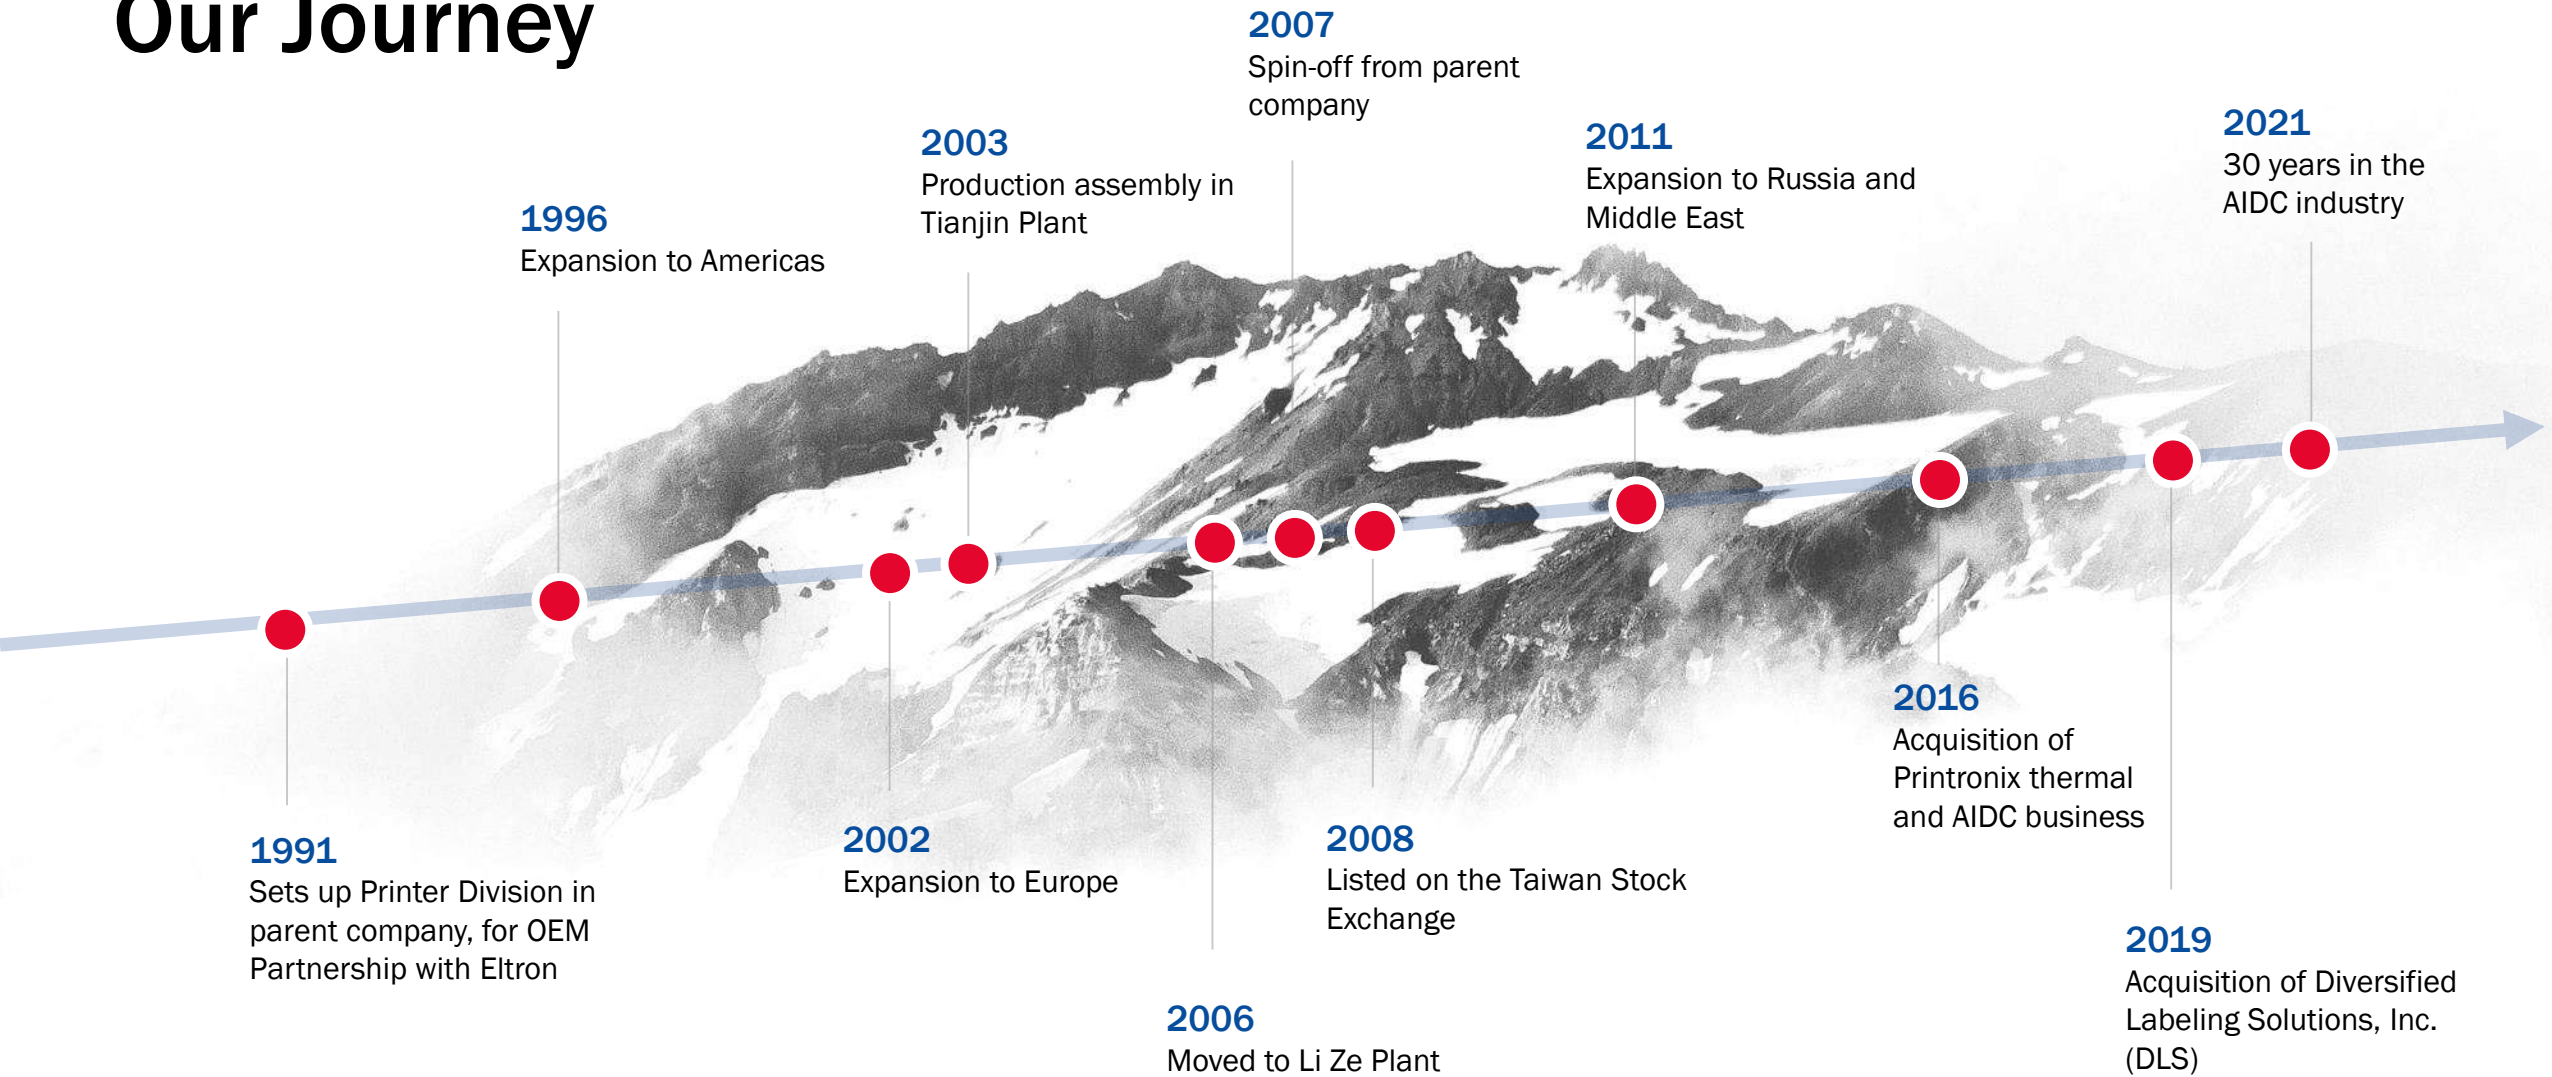 Our Journey
1991
Sets up Printer Division in
parent company, for OEM
Partnership with Eltron
1996
Expansion to Americas
2002
Expansion to Europe
2003
Production assembly in
Tianjin Plant
2006
Moved to Li Ze Plant
2007
Spin-off from parent
company
2008
Listed on the Taiwan Stock
Exchange
2011
Expansion to Russia and
Middle East
2016
Acquisition of
Printronix thermal
and AIDC business
2019
Acquisition of Diversified
Labeling Solutions, Inc.
(DLS)
2021
30 years in the
AIDC industry